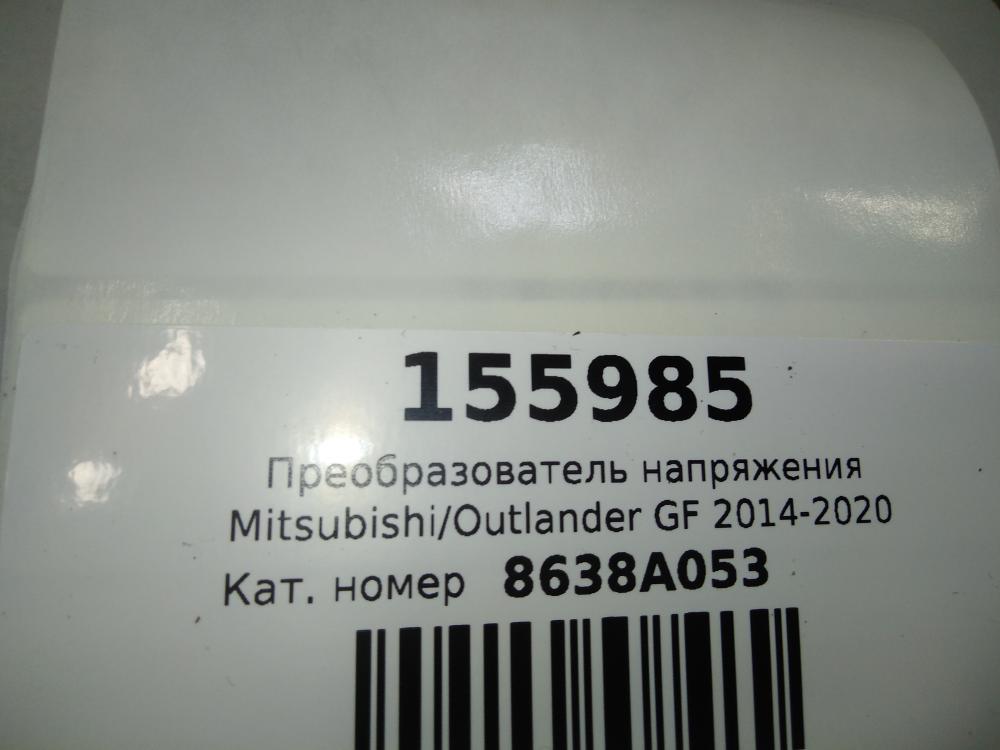 155985
Преобразователь напряжения
Mitsubishi/Outlander GF 2014-2020
Кат. номер 8638A053